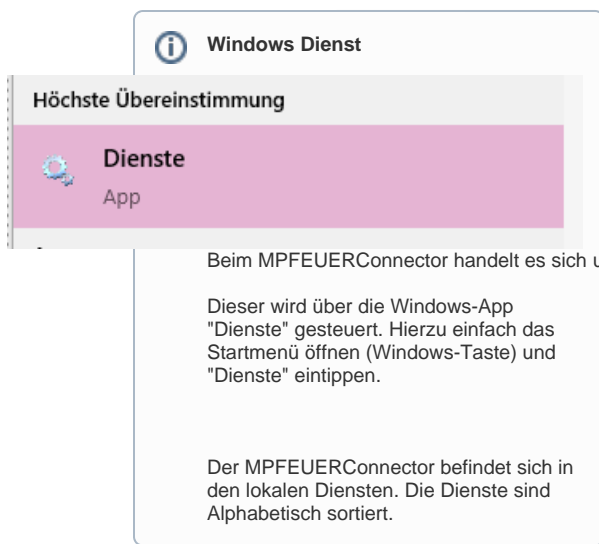 Windows Dienst
Höchste Übereinstimmung
Dienste
App
Beim MPFEUERConnector handelt es sich
Dieser wird über die Windows-App
"Dienste" gesteuert. Hierzu einfach das
Startmenü öffnen (Windows-Taste) und
"Dienste" eintippen.
Der MPFEUERConnector befindet sich in
den lokalen Diensten. Die Dienste sind
Alphabetisch sortiert.